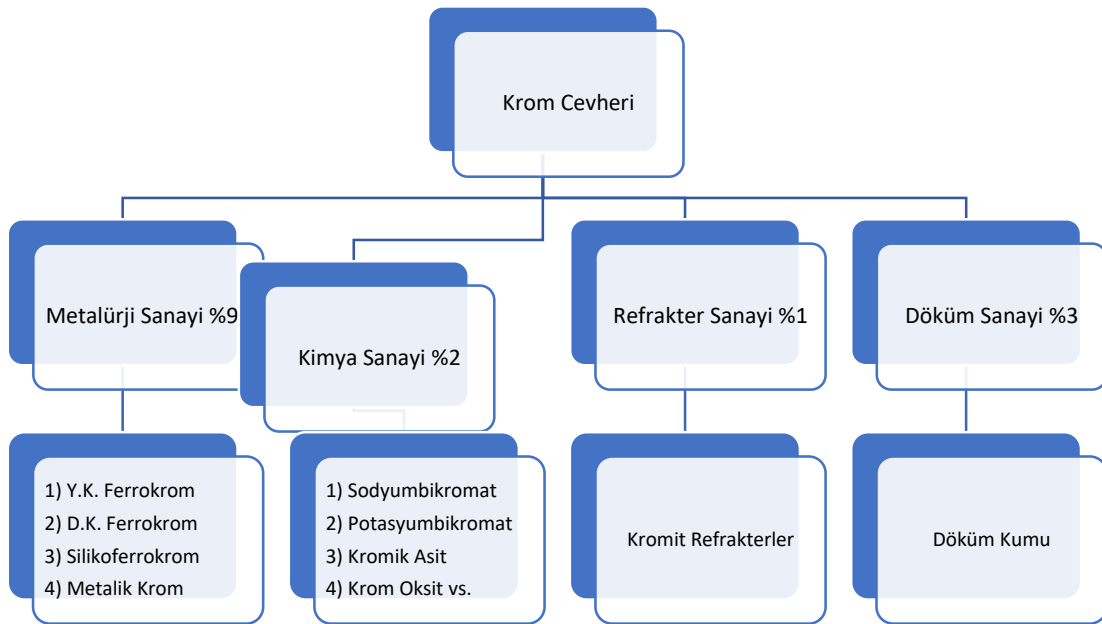 Krom Cevheri
Metalürji Sanayi %9
Kimya Sanayi %2
Refrakter Sanayi %1
Döküm Sanayi %3
1) Y.K. Ferrokrom
2) D.K. Ferrokrom
3) Silikoferrokrom
4) Metalik Krom
1) Sodyumbikromat
2) Potasyumbikromat
3) Kromik Asit
4) Krom Oksit vs.
Kromit Refrakterler
Döküm Kumu